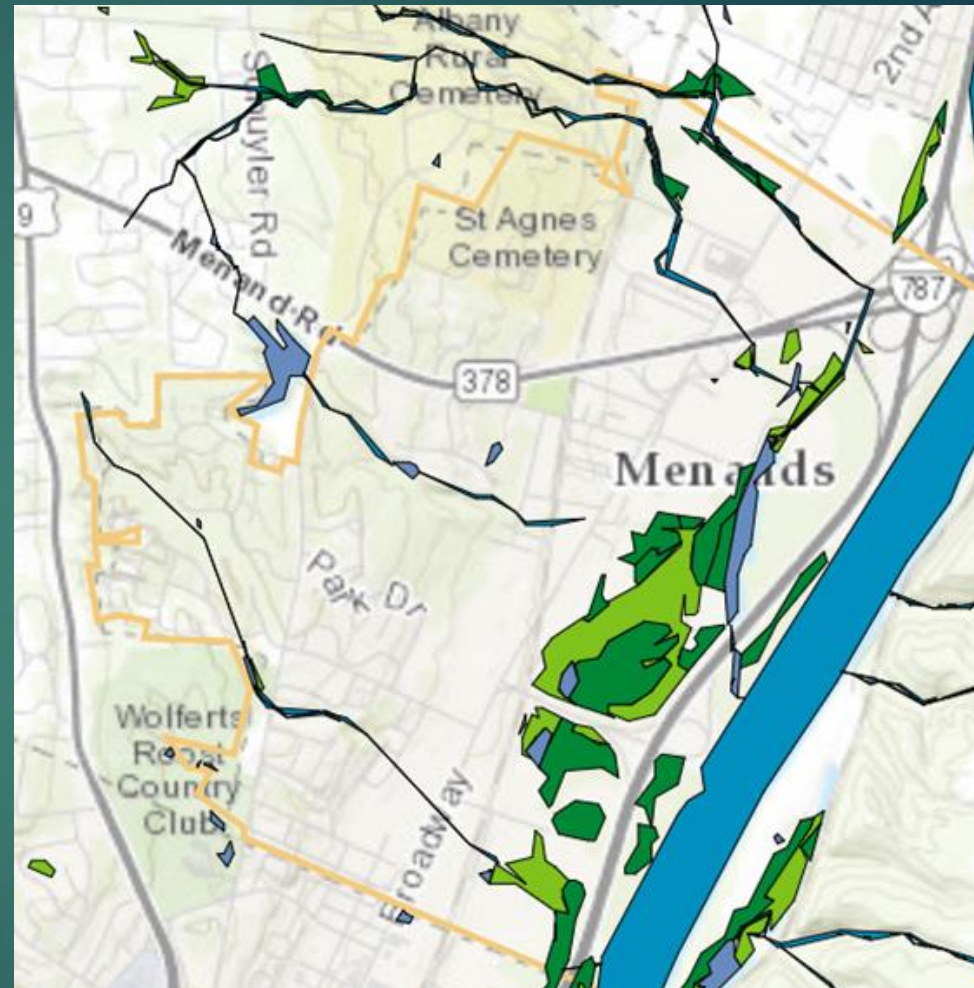 Albany
Rural
Cemetery
2nd A
Schuyler Rd
9
St Agnes
Cemetery
Menand Rd
787
378
Menands
Park Dr
Wolferts
Roost
Country
Club
Broadway